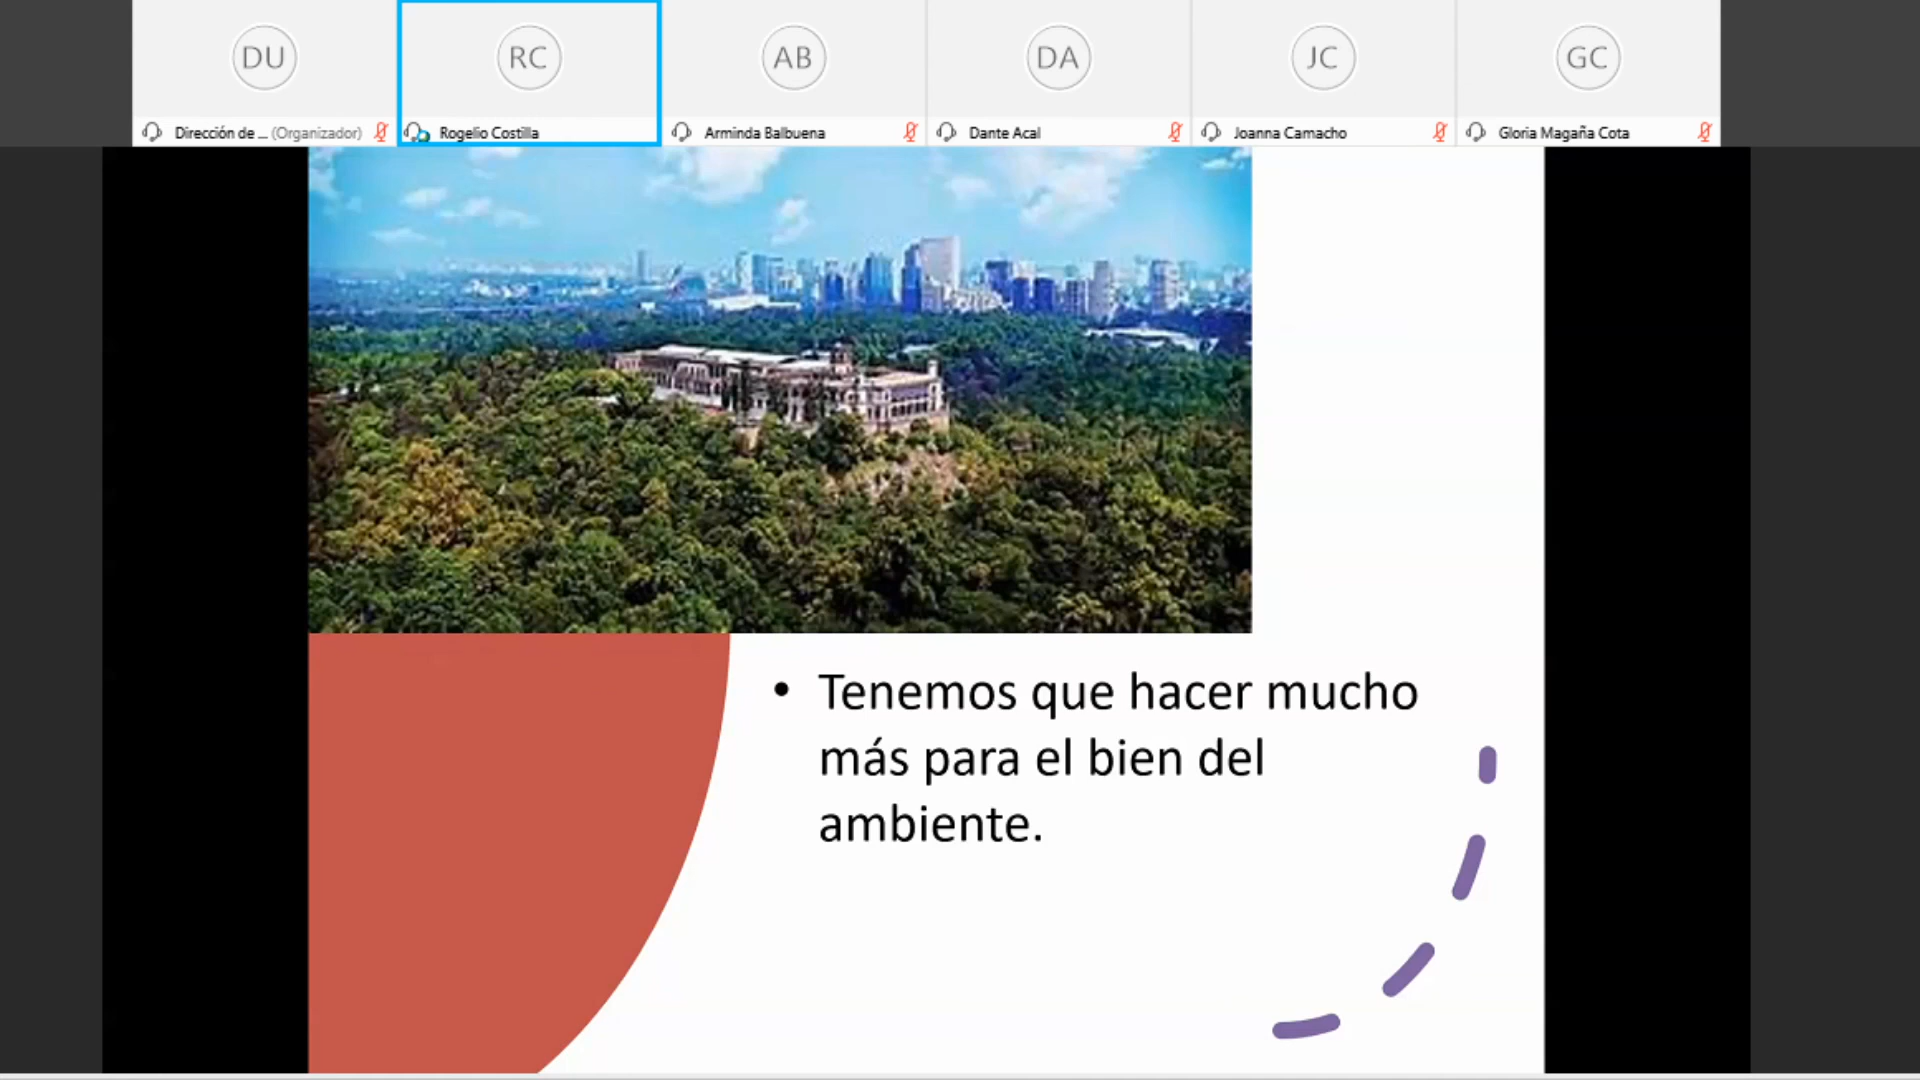 DU
RC
AB
DA
JC
GC
Dirección de ... (Organizador)
Rogelio Costilla
Arminda Balbuena
Dante Acal
Joanna Camacho
Gloria Magaña Cota
• Tenemos que hacer mucho
más para el bien del
ambiente.